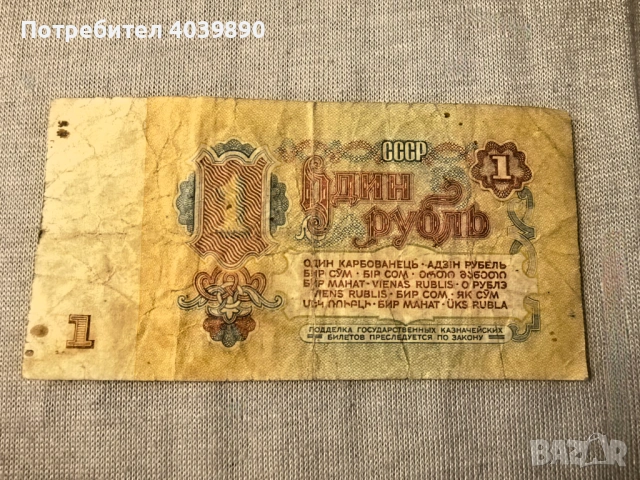 Потребител 4039890
СССР
1
1
Один
рубль
ОДИН КАРБОВАНЕЦЬ · АДЗІН РУБЕЛЬ
БИР СЎМ · БІР СОМ · ᲔᲠᲗᲘ ᲛᲐᲜᲔᲗᲘ
БИР МАНАТ · VIENAS RUBLIS · О РУБЛЭ
VIENS RUBLIS · БИР СОМ · ЯК СЎМ
ՄԵԿ ՌՈՒԲԼԻ · БИР МАНАТ · ÜKS RUBLA
ПОДДЕЛКА ГОСУДАРСТВЕННЫХ КАЗНАЧЕЙСКИХ
БИЛЕТОВ ПРЕСЛЕДУЕТСЯ ПО ЗАКОНУ
1
BAZAR